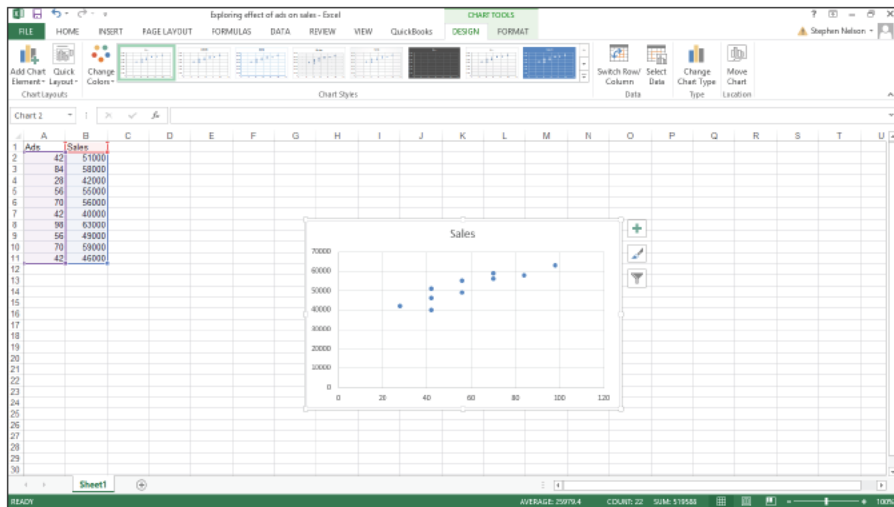 Exploring effect of ads on sales - Excel
CHART TOOLS
FILE HOME INSERT PAGE LAYOUT FORMULAS DATA REVIEW VIEW QuickBooks DESIGN FORMAT
Stephen Nelson
Add Chart Element Quick Layout Change Colors
Switch Row/ Column Select Data Change Chart Type Move Chart
Chart Layouts Chart Styles Data Type Location
Chart 2 fx
A B C D E F G H I J K L M N O P Q R S T U
1 Ads Sales
2 42 51000
3 84 58000
4 28 42000
5 56 55000
6 70 56000
7 42 40000
8 98 63000
9 56 49000
10 70 59000
11 42 46000
12
13
14
15
16
17
18
19
20
21
22
23
24
25
26
27
28
29
30
Sales
70000
60000
50000
40000
30000
20000
10000
0
0 20 40 60 80 100 120
Sheet1
READY AVERAGE: 25979.4 COUNT: 22 SUM: 519588 100%